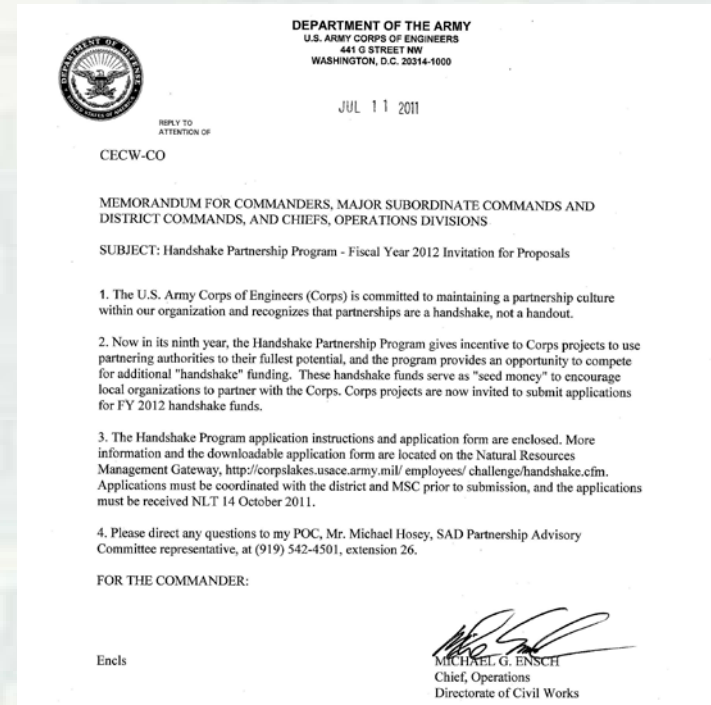 DEPARTMENT OF THE ARMY
U.S. ARMY CORPS OF ENGINEERS
441 G STREET NW
WASHINGTON, D.C. 20314-1000
DEPARTMENT OF DEFENSE
UNITED STATES OF AMERICA
JUL 11 2011
REPLY TO
ATTENTION OF
CECW-CO
MEMORANDUM FOR COMMANDERS, MAJOR SUBORDINATE COMMANDS AND
DISTRICT COMMANDS, AND CHIEFS, OPERATIONS DIVISIONS
SUBJECT: Handshake Partnership Program - Fiscal Year 2012 Invitation for Proposals
1. The U.S. Army Corps of Engineers (Corps) is committed to maintaining a partnership culture
within our organization and recognizes that partnerships are a handshake, not a handout.
2. Now in its ninth year, the Handshake Partnership Program gives incentive to Corps projects to use
partnering authorities to their fullest potential, and the program provides an opportunity to compete
for additional "handshake" funding. These handshake funds serve as "seed money" to encourage
local organizations to partner with the Corps. Corps projects are now invited to submit applications
for FY 2012 handshake funds.
3. The Handshake Program application instructions and application form are enclosed. More
information and the downloadable application form are located on the Natural Resources
Management Gateway, http://corpslakes.usace.army.mil/ employees/ challenge/handshake.cfm.
Applications must be coordinated with the district and MSC prior to submission, and the applications
must be received NLT 14 October 2011.
4. Please direct any questions to my POC, Mr. Michael Hosey, SAD Partnership Advisory
Committee representative, at (919) 542-4501, extension 26.
FOR THE COMMANDER:
Encls
MICHAEL G. ENSCH
Chief, Operations
Directorate of Civil Works